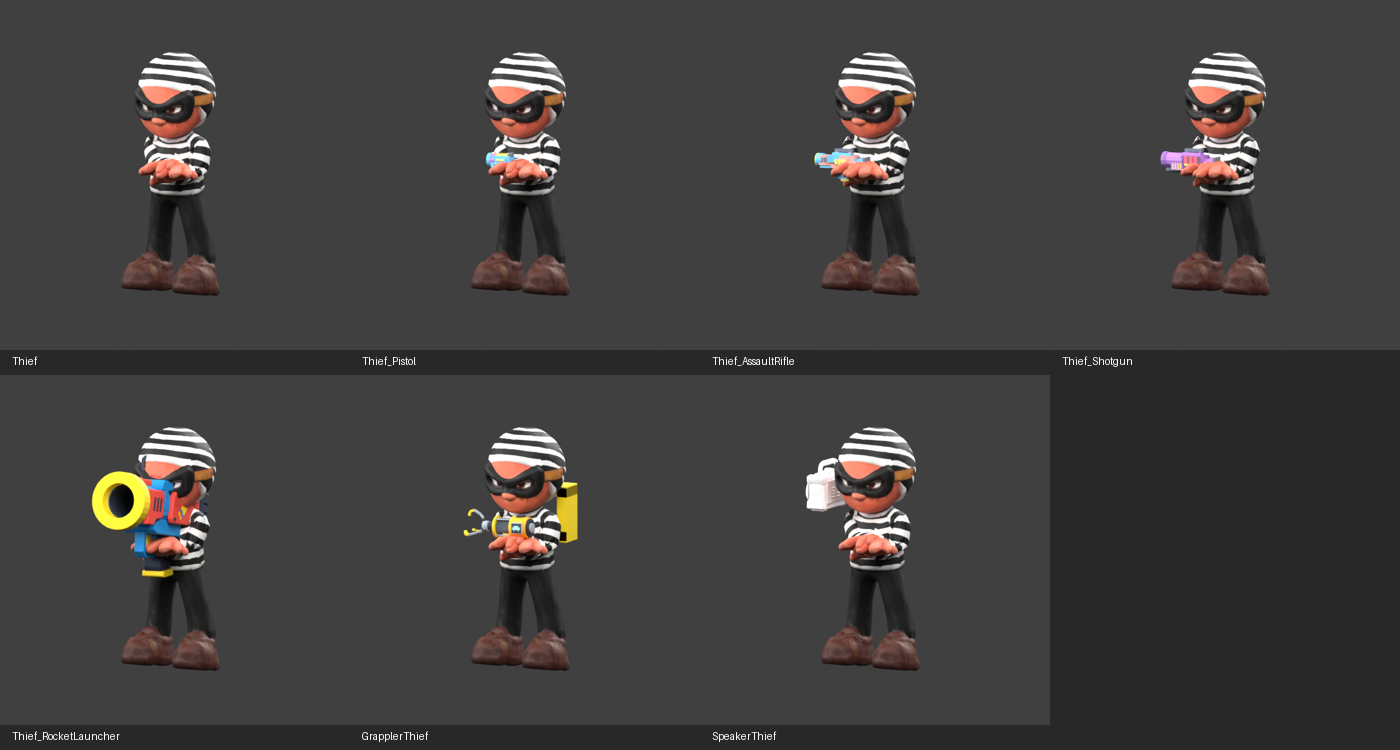 Thief
Thief_Pistol
Thief_AssaultRifle
Thief_Shotgun
Thief_RocketLauncher
GrapplerThief
SpeakerThief